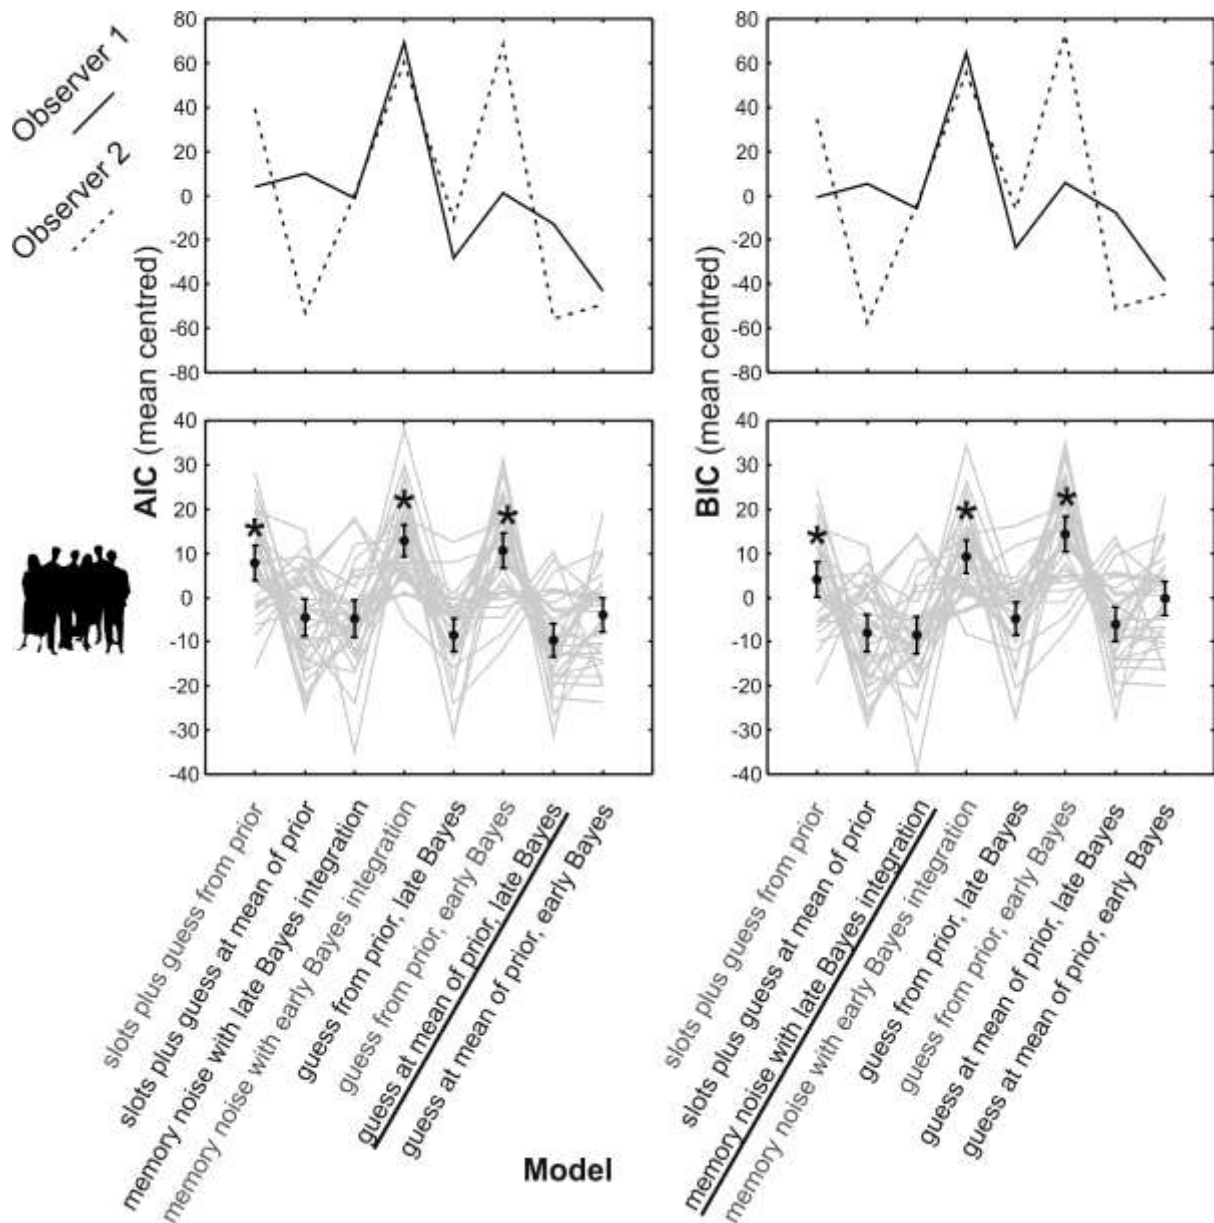 Observer 1
Observer 2
AIC (mean centred)
80
60
40
20
0
-20
-40
-60
-80
40
30
20
10
0
-10
-20
-30
-40
BIC (mean centred)
80
60
40
20
0
-20
-40
-60
-80
40
30
20
10
0
-10
-20
-30
-40
slots plus guess from prior
slots plus guess at mean of prior
memory noise with late Bayes integration
memory noise with early Bayes integration
guess from prior, late Bayes
guess from prior, early Bayes
guess at mean of prior, late Bayes
guess at mean of prior, early Bayes
slots plus guess from prior
slots plus guess at mean of prior
memory noise with late Bayes integration
memory noise with early Bayes integration
guess from prior, late Bayes
guess from prior, early Bayes
guess at mean of prior, late Bayes
guess at mean of prior, early Bayes
Model